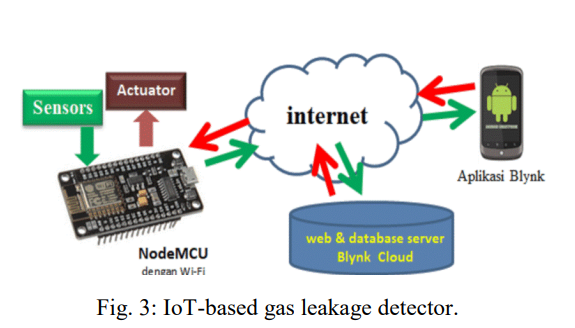 Sensors
Actuator
internet
Aplikasi Blynk
NodeMCU
dengan Wi-Fi
web & database server
Blynk Cloud
Fig. 3: IoT-based gas leakage detector.